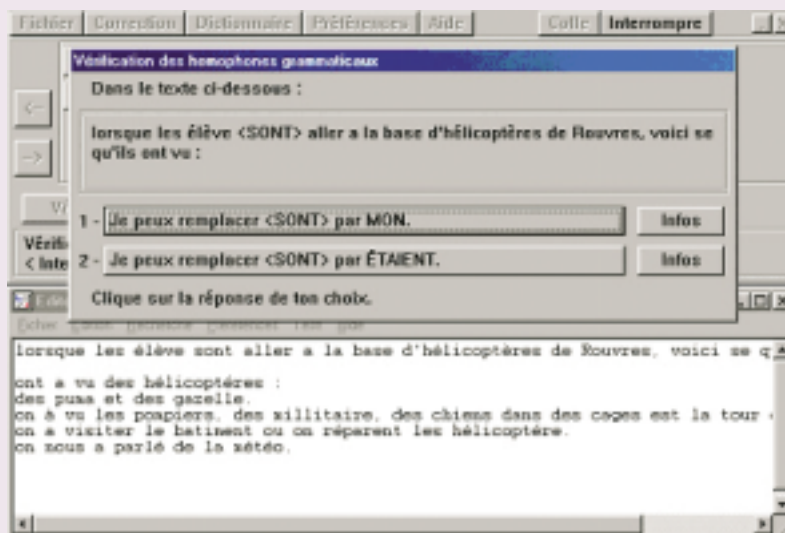 Fichier Correction Dictionnaire Préférences Aide Colle Interrompre
Vérification des homophones grammaticaux
Dans le texte ci-dessous :
<--
lorsque les élève <SONT> aller a la base d'hélicoptères de Rouvres, voici se
qu'ils ont vu :
-->
1 - Je peux remplacer <SONT> par MON. Infos
Vérifi
2 - Je peux remplacer <SONT> par ÉTAIENT. Infos
< Inte
Clique sur la réponse de ton choix.
lorsque les élève sont aller a la base d'hélicoptères de Rouvres, voici se q
ont a vu des hélicoptères :
des puma et des gazelle.
on à vu les pompiers, des millitaire, des chiens dans des cages est la tour
on a visiter le batiment ou on réparent les hélicoptère.
on nous a parlé de la météo.